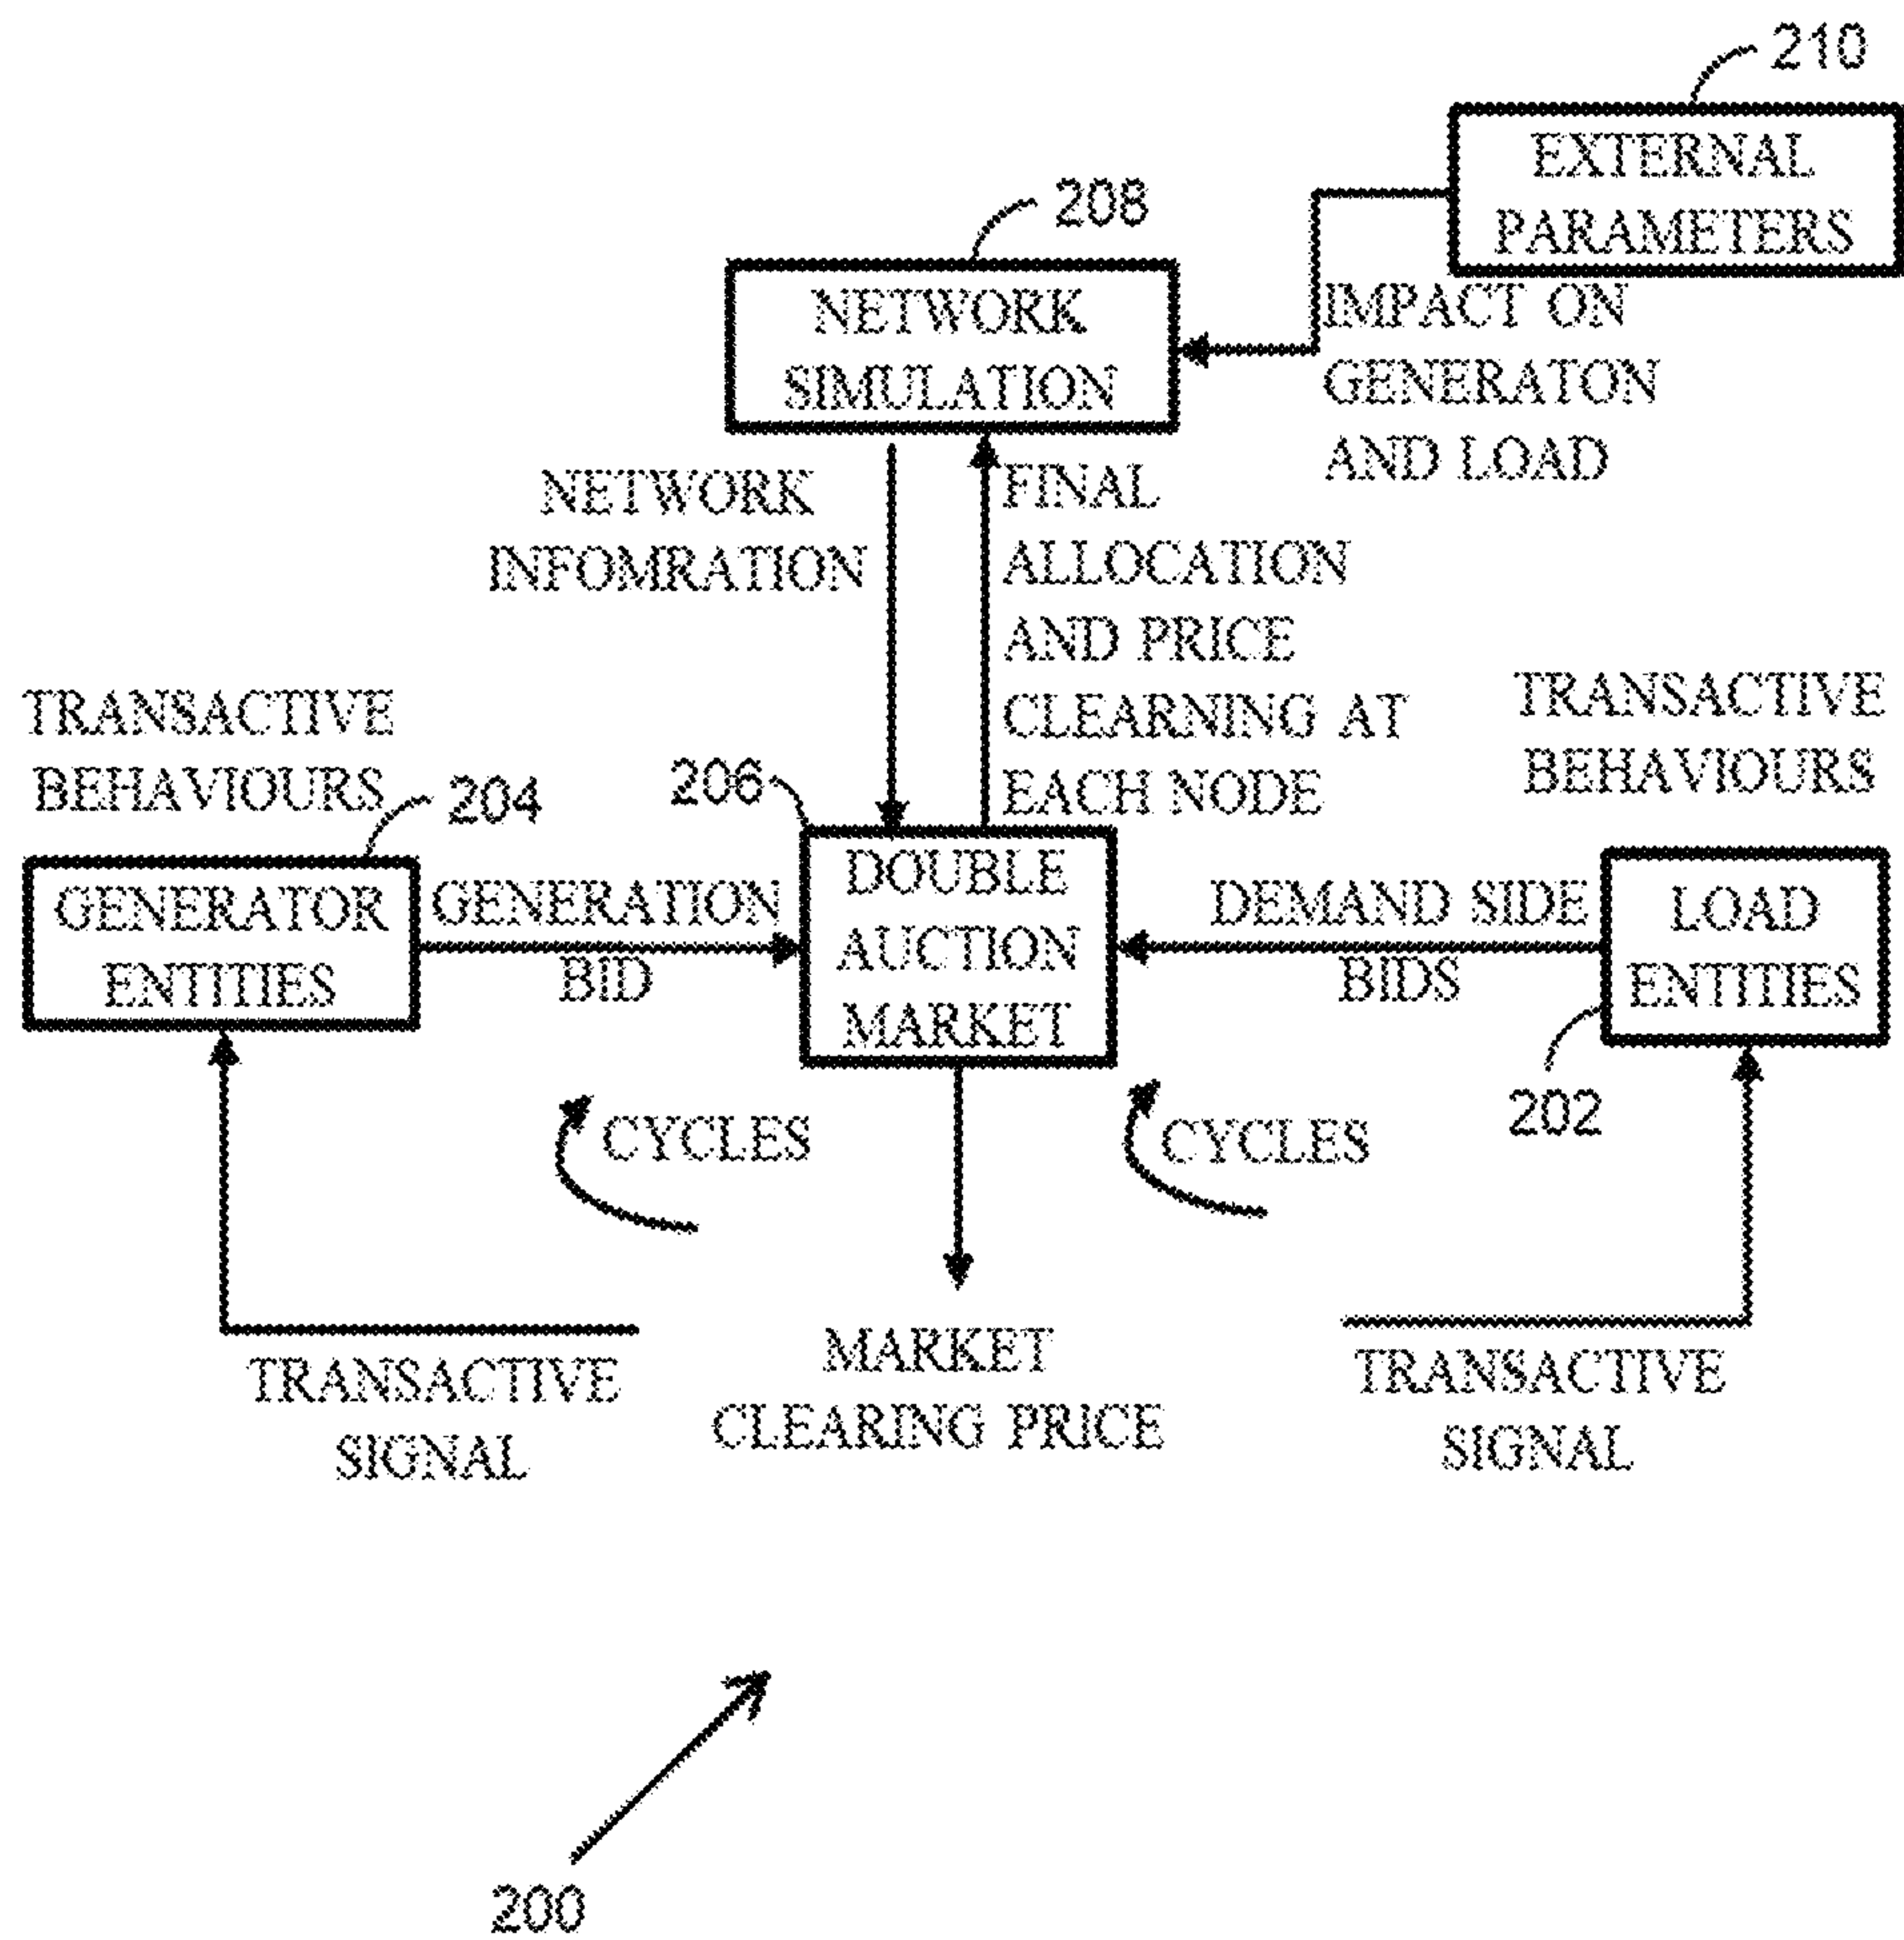 210
EXTERNAL
PARAMETERS
208
NETWORK
SIMULATION
IMPACT ON
GENERATON
AND LOAD
NETWORK
INFOMRATION
FINAL
ALLOCATION
AND PRICE
CLEARNING AT
EACH NODE
TRANSACTIVE
BEHAVIOURS
204
206
TRANSACTIVE
BEHAVIOURS
GENERATOR
ENTITIES
GENERATION
BID
DOUBLE
AUCTION
MARKET
DEMAND SIDE
BIDS
LOAD
ENTITIES
202
CYCLES
CYCLES
TRANSACTIVE
SIGNAL
MARKET
CLEARING PRICE
TRANSACTIVE
SIGNAL
200